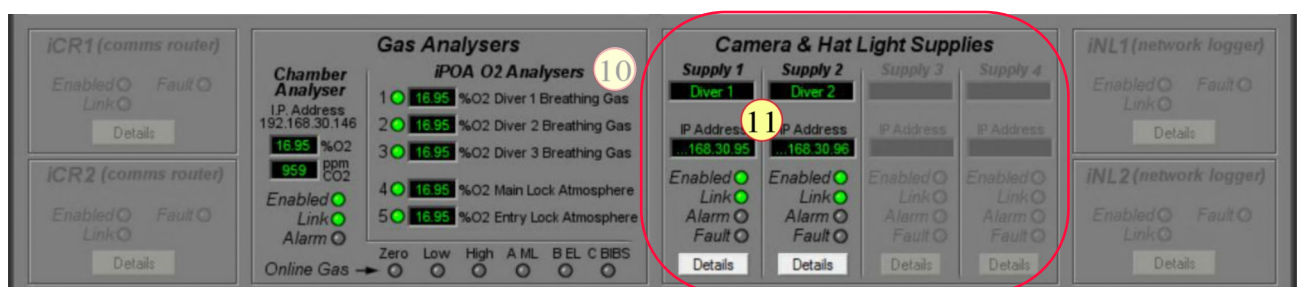 iCR1 (comms router)
Enabled Fault
Link
Details
iCR2 (comms router)
Enabled Fault
Link
Details
Gas Analysers
Chamber
Analyser
I.P. Address
192.168.30.146
16.95 %O2
959 ppm CO2
Enabled
Link
Alarm
iPOA O2 Analysers
10
1 16.95 %O2 Diver 1 Breathing Gas
2 16.95 %O2 Diver 2 Breathing Gas
3 16.95 %O2 Diver 3 Breathing Gas
4 16.95 %O2 Main Lock Atmosphere
5 16.95 %O2 Entry Lock Atmosphere
Zero Low High A ML B EL C BIBS
Online Gas
Camera & Hat Light Supplies
Supply 1 Supply 2 Supply 3 Supply 4
Diver 1 Diver 2
11
IP Address IP Address IP Address IP Address
...168.30.95 ...168.30.96
Enabled Enabled Enabled Enabled
Link Link Link Link
Alarm Alarm Alarm Alarm
Fault Fault Fault Fault
Details Details Details Details
iNL1 (network logger)
Enabled Fault
Link
Details
iNL2 (network logger)
Enabled Fault
Link
Details